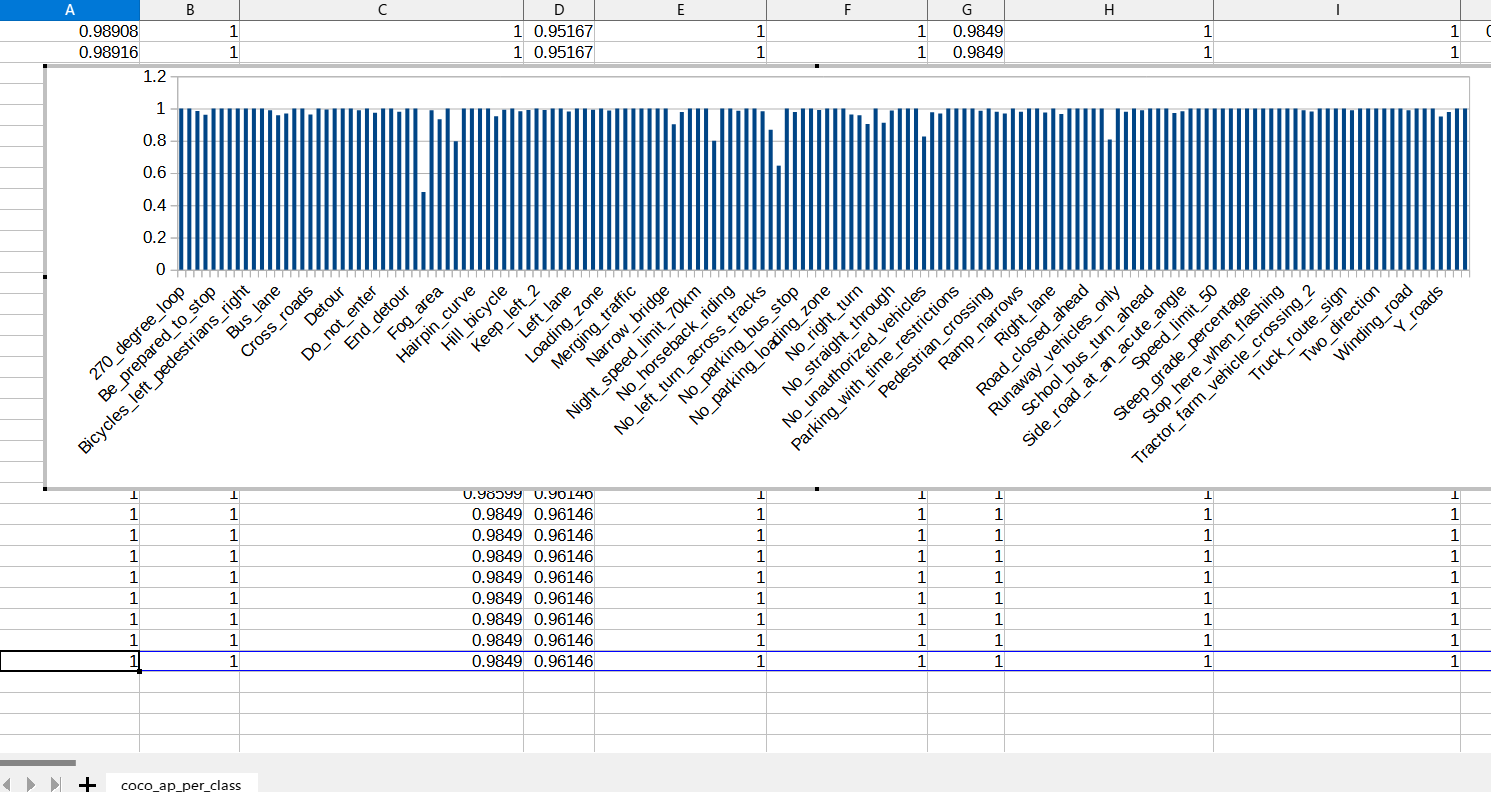 A B C D E F G H I
0.98908 1 1 0.95167 1 1 0.9849 1 1
0.98916 1 1 0.95167 1 1 0.9849 1 1
1.2
1
0.8
0.6
0.4
0.2
0
270_degree_loop
Be_prepared_to_stop
Bicycles_left_pedestrians_right
Bus_lane
Cross_roads
Detour
Do_not_enter
End_detour
Fog_area
Hairpin_curve
Hill_bicycle
Keep_left_2
Left_lane
Loading_zone
Merging_traffic
Narrow_bridge
Night_speed_limit_70km
No_horseback_riding
No_left_turn_across_tracks
No_parking_bus_stop
No_parking_loading_zone
No_right_turn
No_straight_through
No_unauthorized_vehicles
Parking_with_time_restrictions
Pedestrian_crossing
Ramp_narrows
Right_lane
Road_closed_ahead
Runaway_vehicles_only
School_bus_turn_ahead
Side_road_at_an_acute_angle
Speed_limit_50
Steep_grade_percentage
Stop_here_when_flashing
Tractor_farm_vehicle_crossing_2
Truck_route_sign
Two_direction
Winding_road
Y_roads
1 1 0.98599 0.96146 1 1 1 1 1
1 1 0.9849 0.96146 1 1 1 1 1
1 1 0.9849 0.96146 1 1 1 1 1
1 1 0.9849 0.96146 1 1 1 1 1
1 1 0.9849 0.96146 1 1 1 1 1
1 1 0.9849 0.96146 1 1 1 1 1
1 1 0.9849 0.96146 1 1 1 1 1
1 1 0.9849 0.96146 1 1 1 1 1
1 1 0.9849 0.96146 1 1 1 1 1
coco_ap_per_class